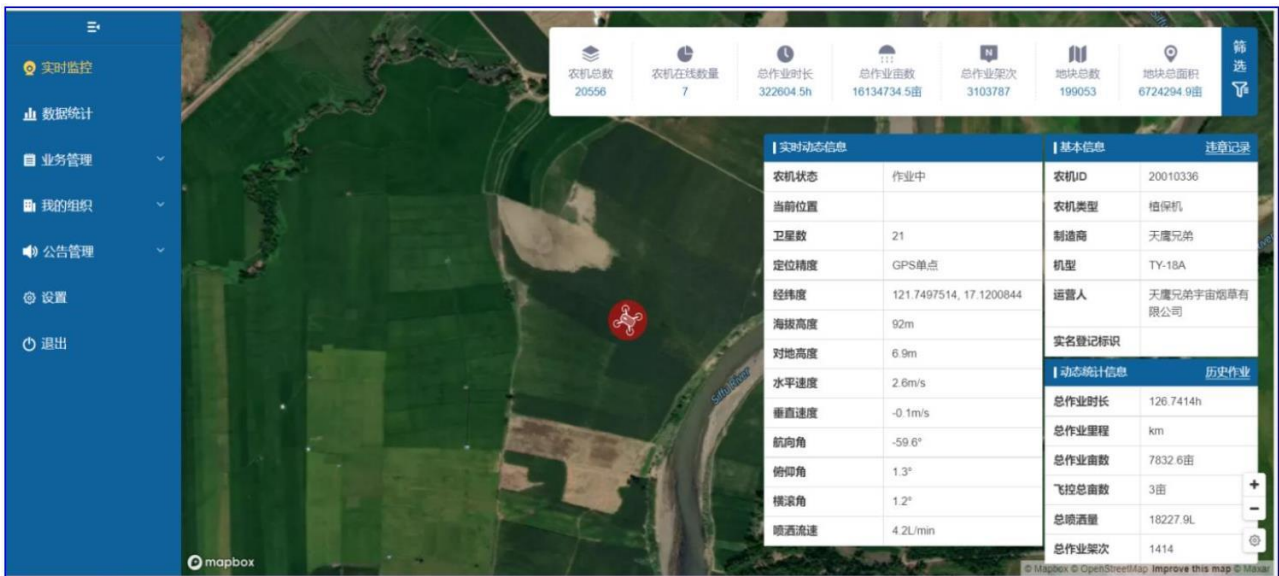 实时监控
数据统计
业务管理
我的组织
公告管理
设置
退出
农机总数
20556
农机在线数量
7
总作业时长
322604.5h
总作业亩数
16134734.5亩
总作业架次
3103787
地块总数
199053
地块总面积
6724294.9亩
筛选
实时动态信息
农机状态 作业中
当前位置
卫星数 21
定位精度 GPS单点
经纬度 121.7497514, 17.1200844
海拔高度 92m
对地高度 6.9m
水平速度 2.6m/s
垂直速度 -0.1m/s
航向角 -59.6°
俯仰角 1.3°
横滚角 1.2°
喷洒流速 4.2L/min
基本信息 违章记录
农机ID 20010336
农机类型 植保机
制造商 天鹰兄弟
机型 TY-18A
运营人 天鹰兄弟宇宙烟草有
限公司
实名登记标识
动态统计信息 历史作业
总作业时长 126.7414h
总作业里程 km
总作业亩数 7832.6亩
飞控总亩数 3亩
总喷洒量 18227.9L
总作业架次 1414
Siffu River
mapbox
© Mapbox © OpenStreetMap Improve this map © Maxar